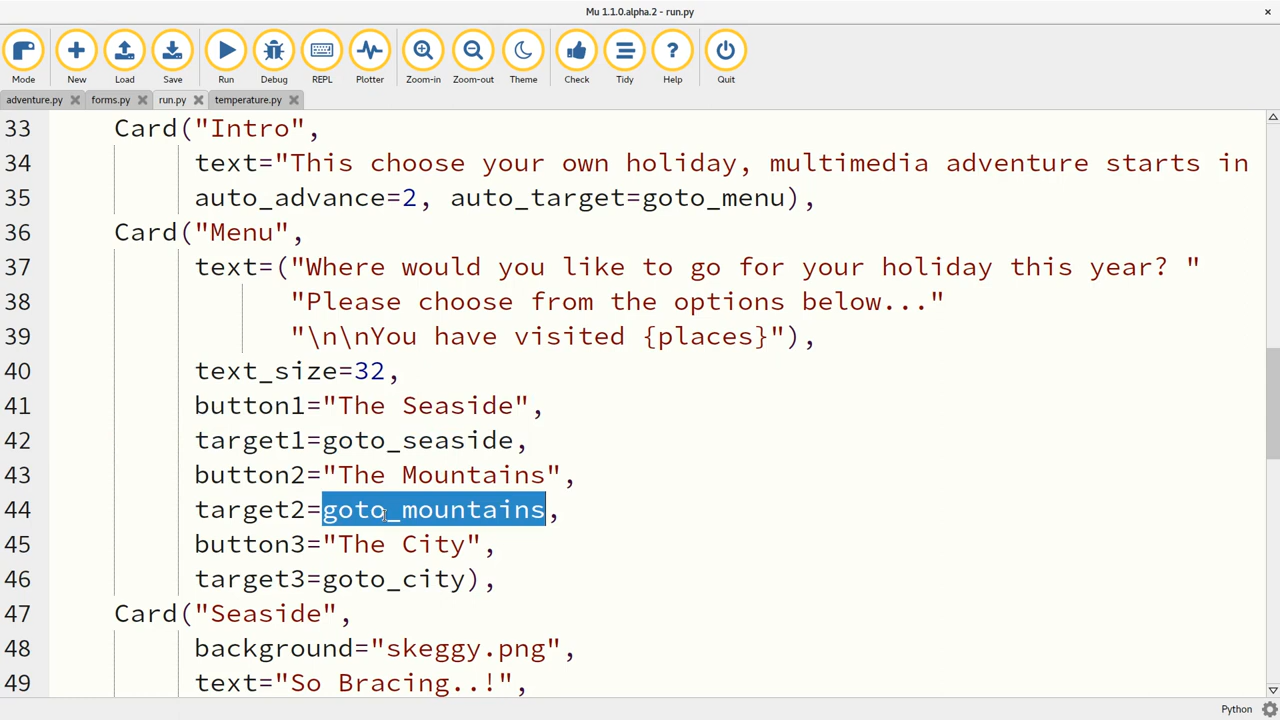 Mu 1.1.0.alpha.2 - run.py
Mode New Load Save Run Debug REPL Plotter Zoom-in Zoom-out Theme Check Tidy Help Quit
adventure.py forms.py run.py temperature.py
33 Card("Intro",
34 text="This choose your own holiday, multimedia adventure starts in
35 auto_advance=2, auto_target=goto_menu),
36 Card("Menu",
37 text=("Where would you like to go for your holiday this year? "
38 "Please choose from the options below..."
39 "\n\nYou have visited {places}"),
40 text_size=32,
41 button1="The Seaside",
42 target1=goto_seaside,
43 button2="The Mountains",
44 target2=goto_mountains,
45 button3="The City",
46 target3=goto_city),
47 Card("Seaside",
48 background="skeggy.png",
49 text="So Bracing..!",
Python